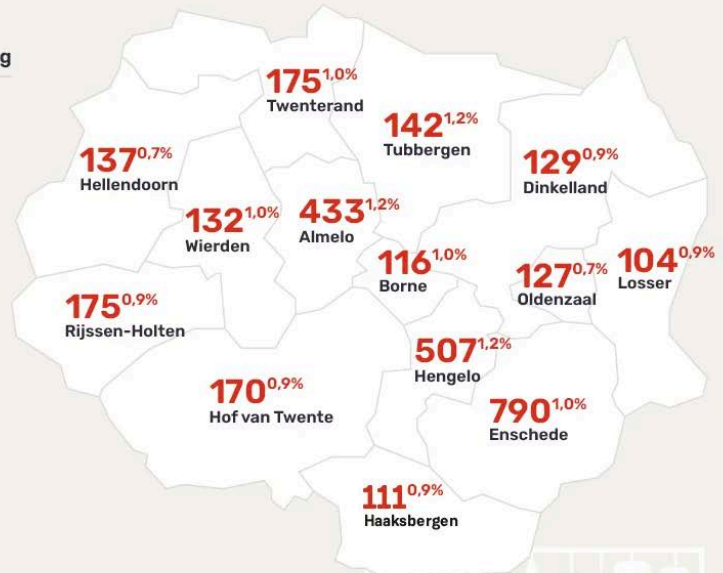 g
175 1,0%
Twenterand
142 1,2%
Tubbergen
137 0,7%
Hellendoorn
129 0,9%
Dinkelland
132 1,0%
Wierden
433 1,2%
Almelo
116 1,0%
Borne
127 0,7%
Oldenzaal
104 0,9%
Losser
175 0,9%
Rijssen-Holten
507 1,2%
Hengelo
170 0,9%
Hof van Twente
790 1,0%
Enschede
111 0,9%
Haaksbergen